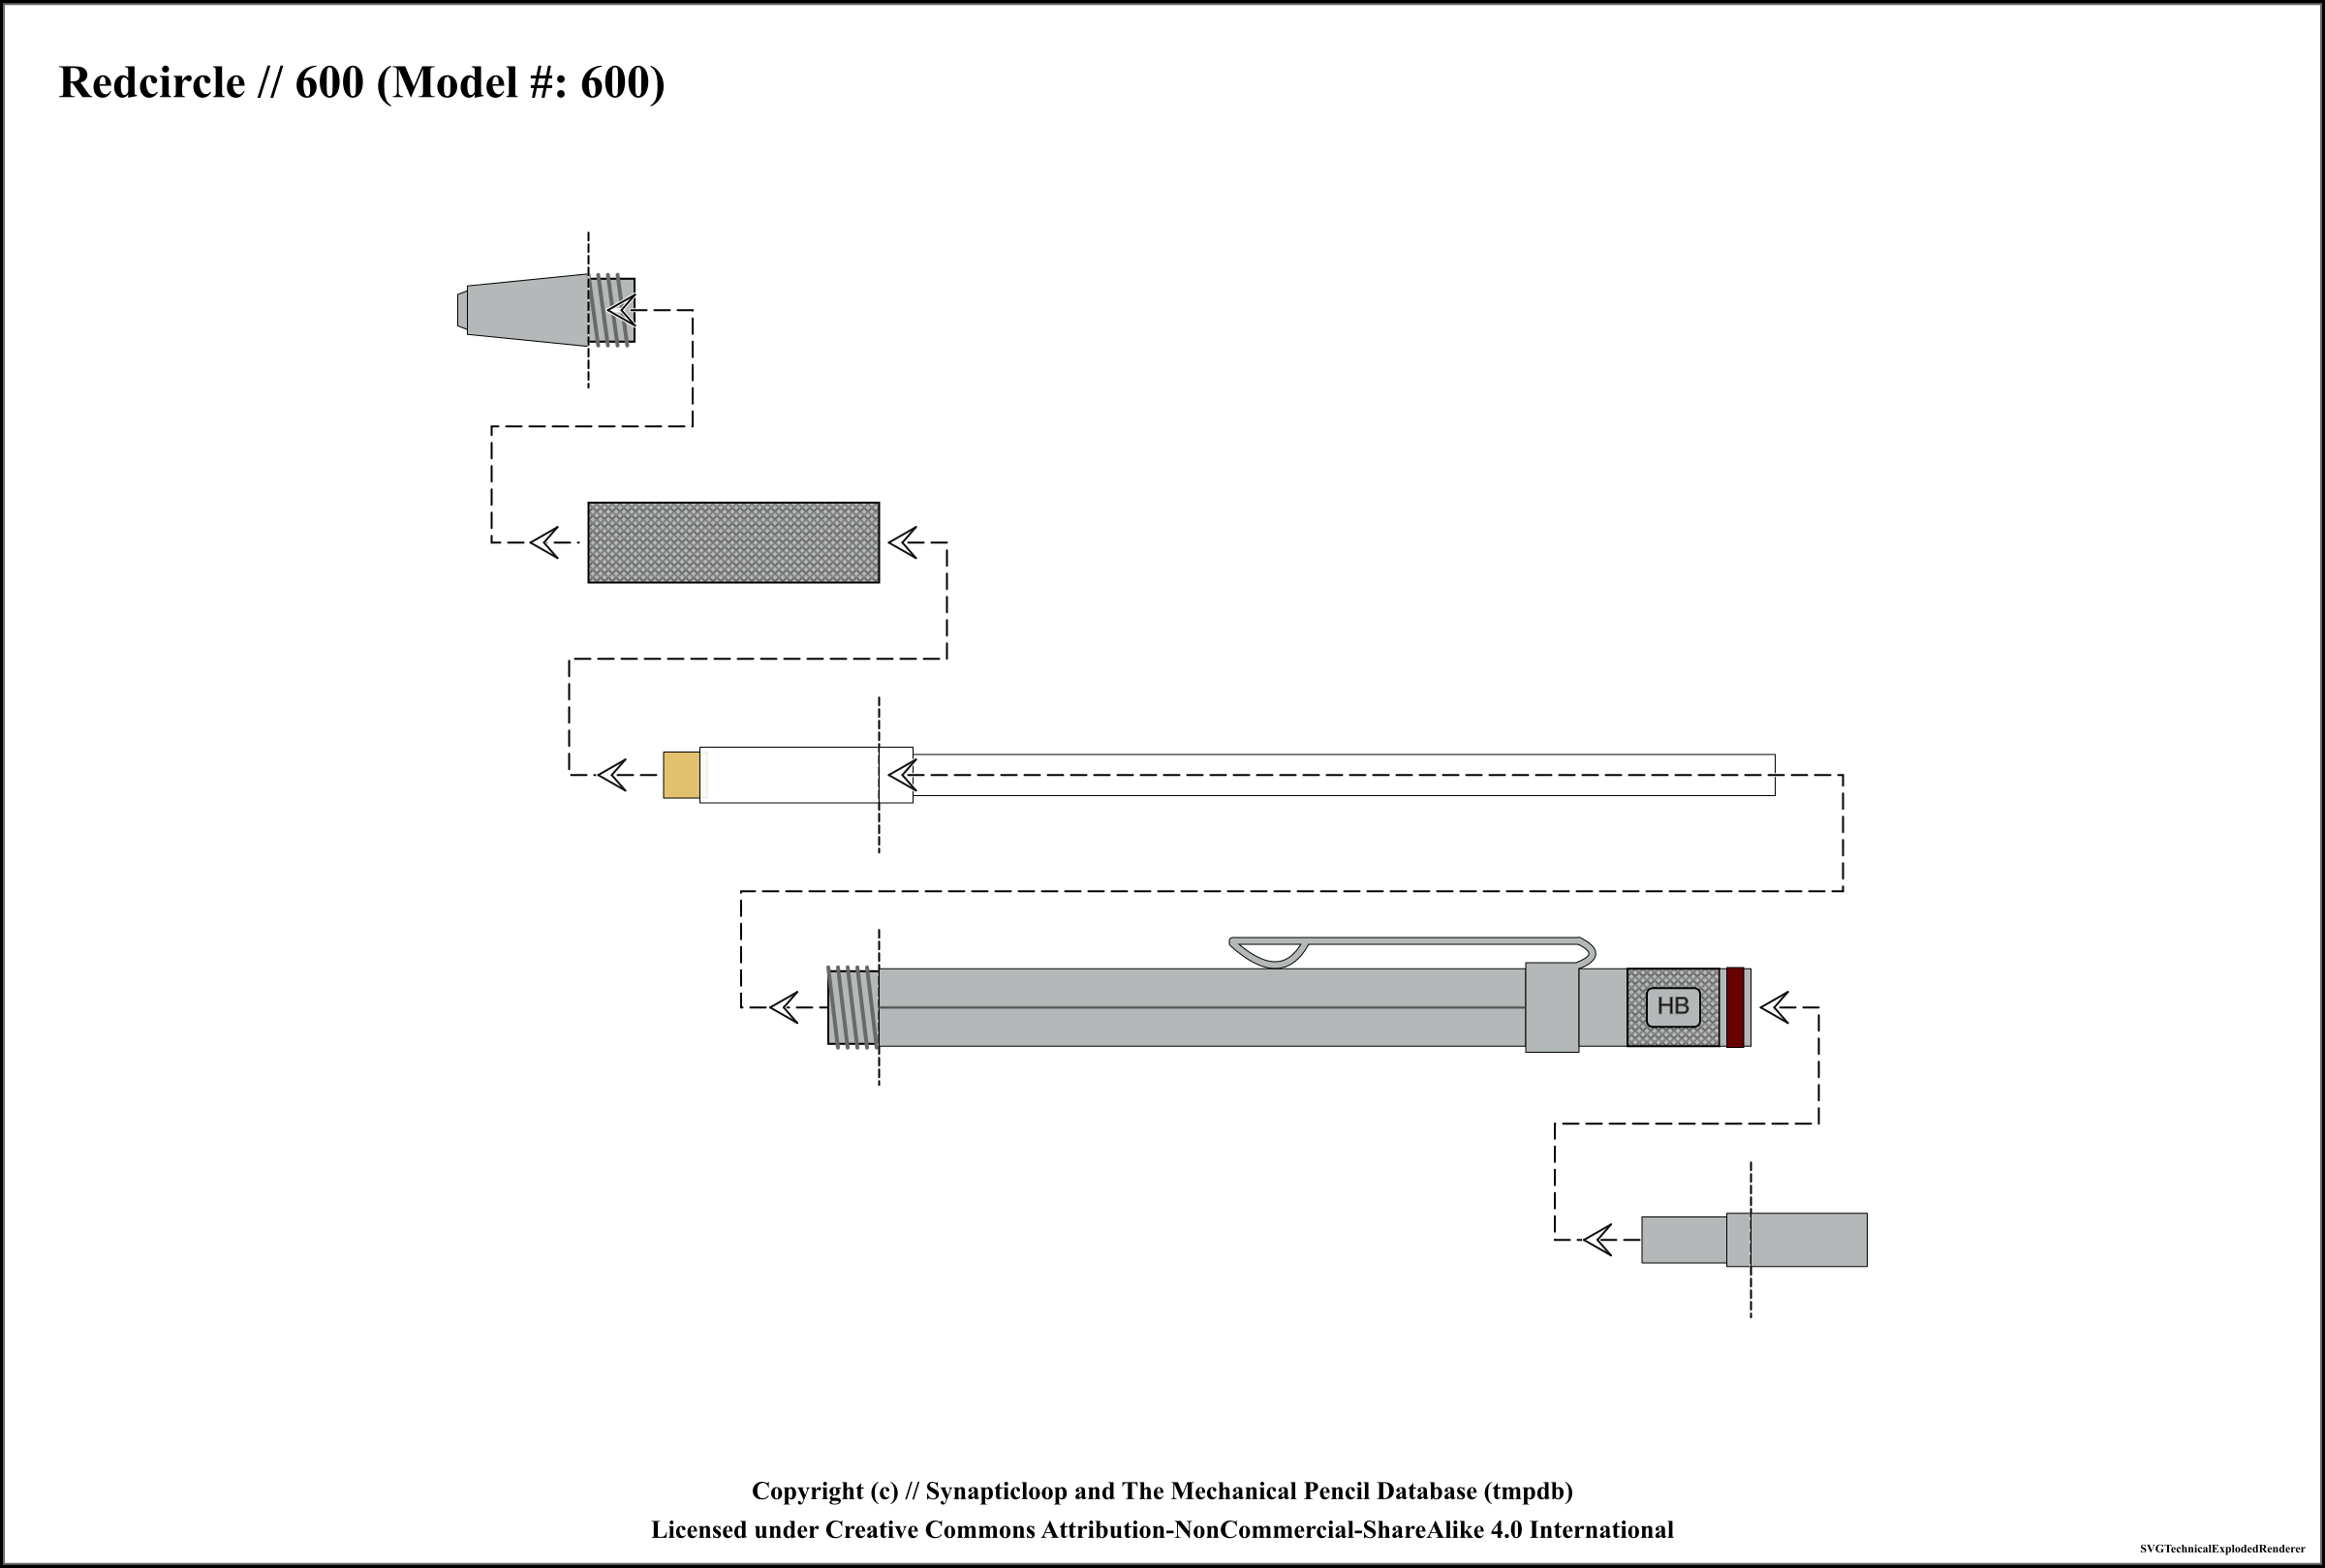 Redcircle // 600 (Model #: 600)
HB
Copyright (c) // Synapticloop and The Mechanical Pencil Database (tmpdb)
Licensed under Creative Commons Attribution-NonCommercial-ShareAlike 4.0 International
SVGTechnicalExplodedRenderer